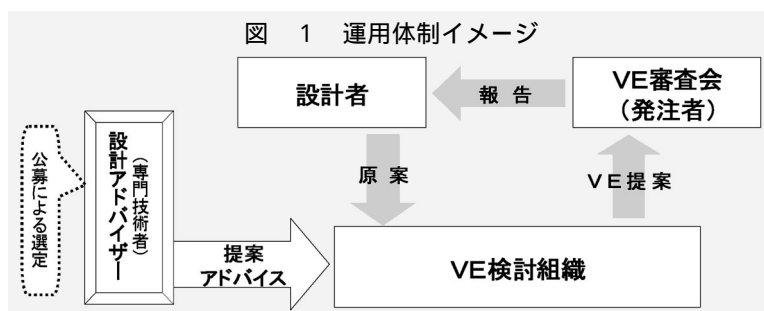 図 1 運用体制イメージ
設計者
報 告
ＶＥ審査会
（発注者）
原 案
ＶＥ提案
公募による選定
（専門技術者）
設計アドバイザー
提案
アドバイス
ＶＥ検討組織